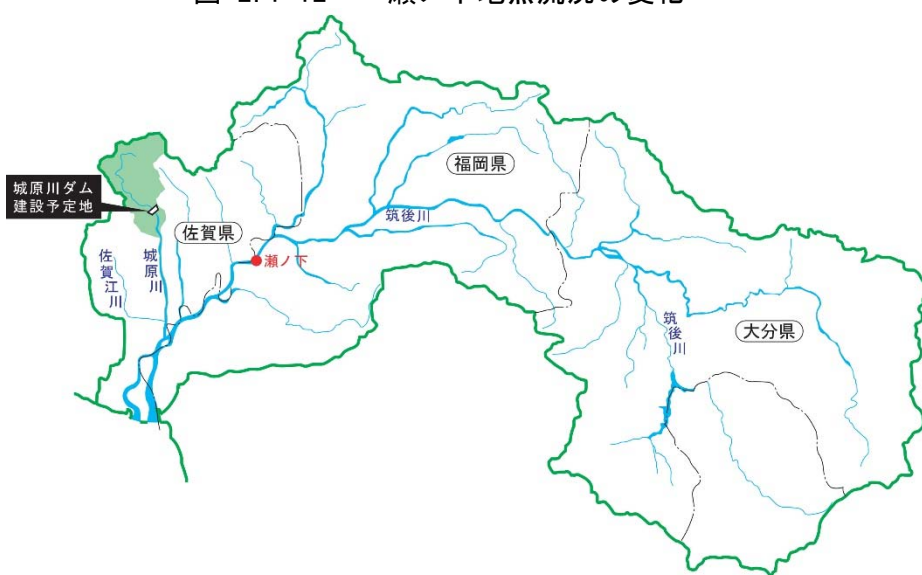 城原川ダム
建設予定地
佐賀県
福岡県
筑後川
瀬ノ下
佐賀江川
城原川
筑後川
大分県